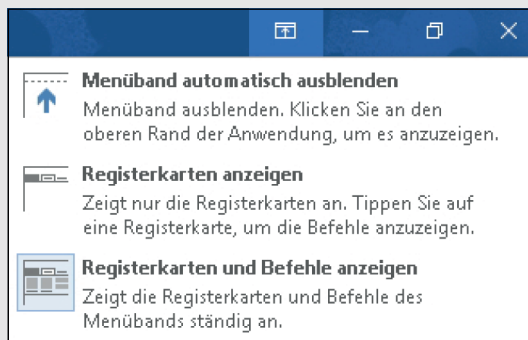 Menüband automatisch ausblenden
Menüband ausblenden. Klicken Sie an den
oberen Rand der Anwendung, um es anzuzeigen.
Registerkarten anzeigen
Zeigt nur die Registerkarten an. Tippen Sie auf
eine Registerkarte, um die Befehle anzuzeigen.
Registerkarten und Befehle anzeigen
Zeigt die Registerkarten und Befehle des
Menübands ständig an.